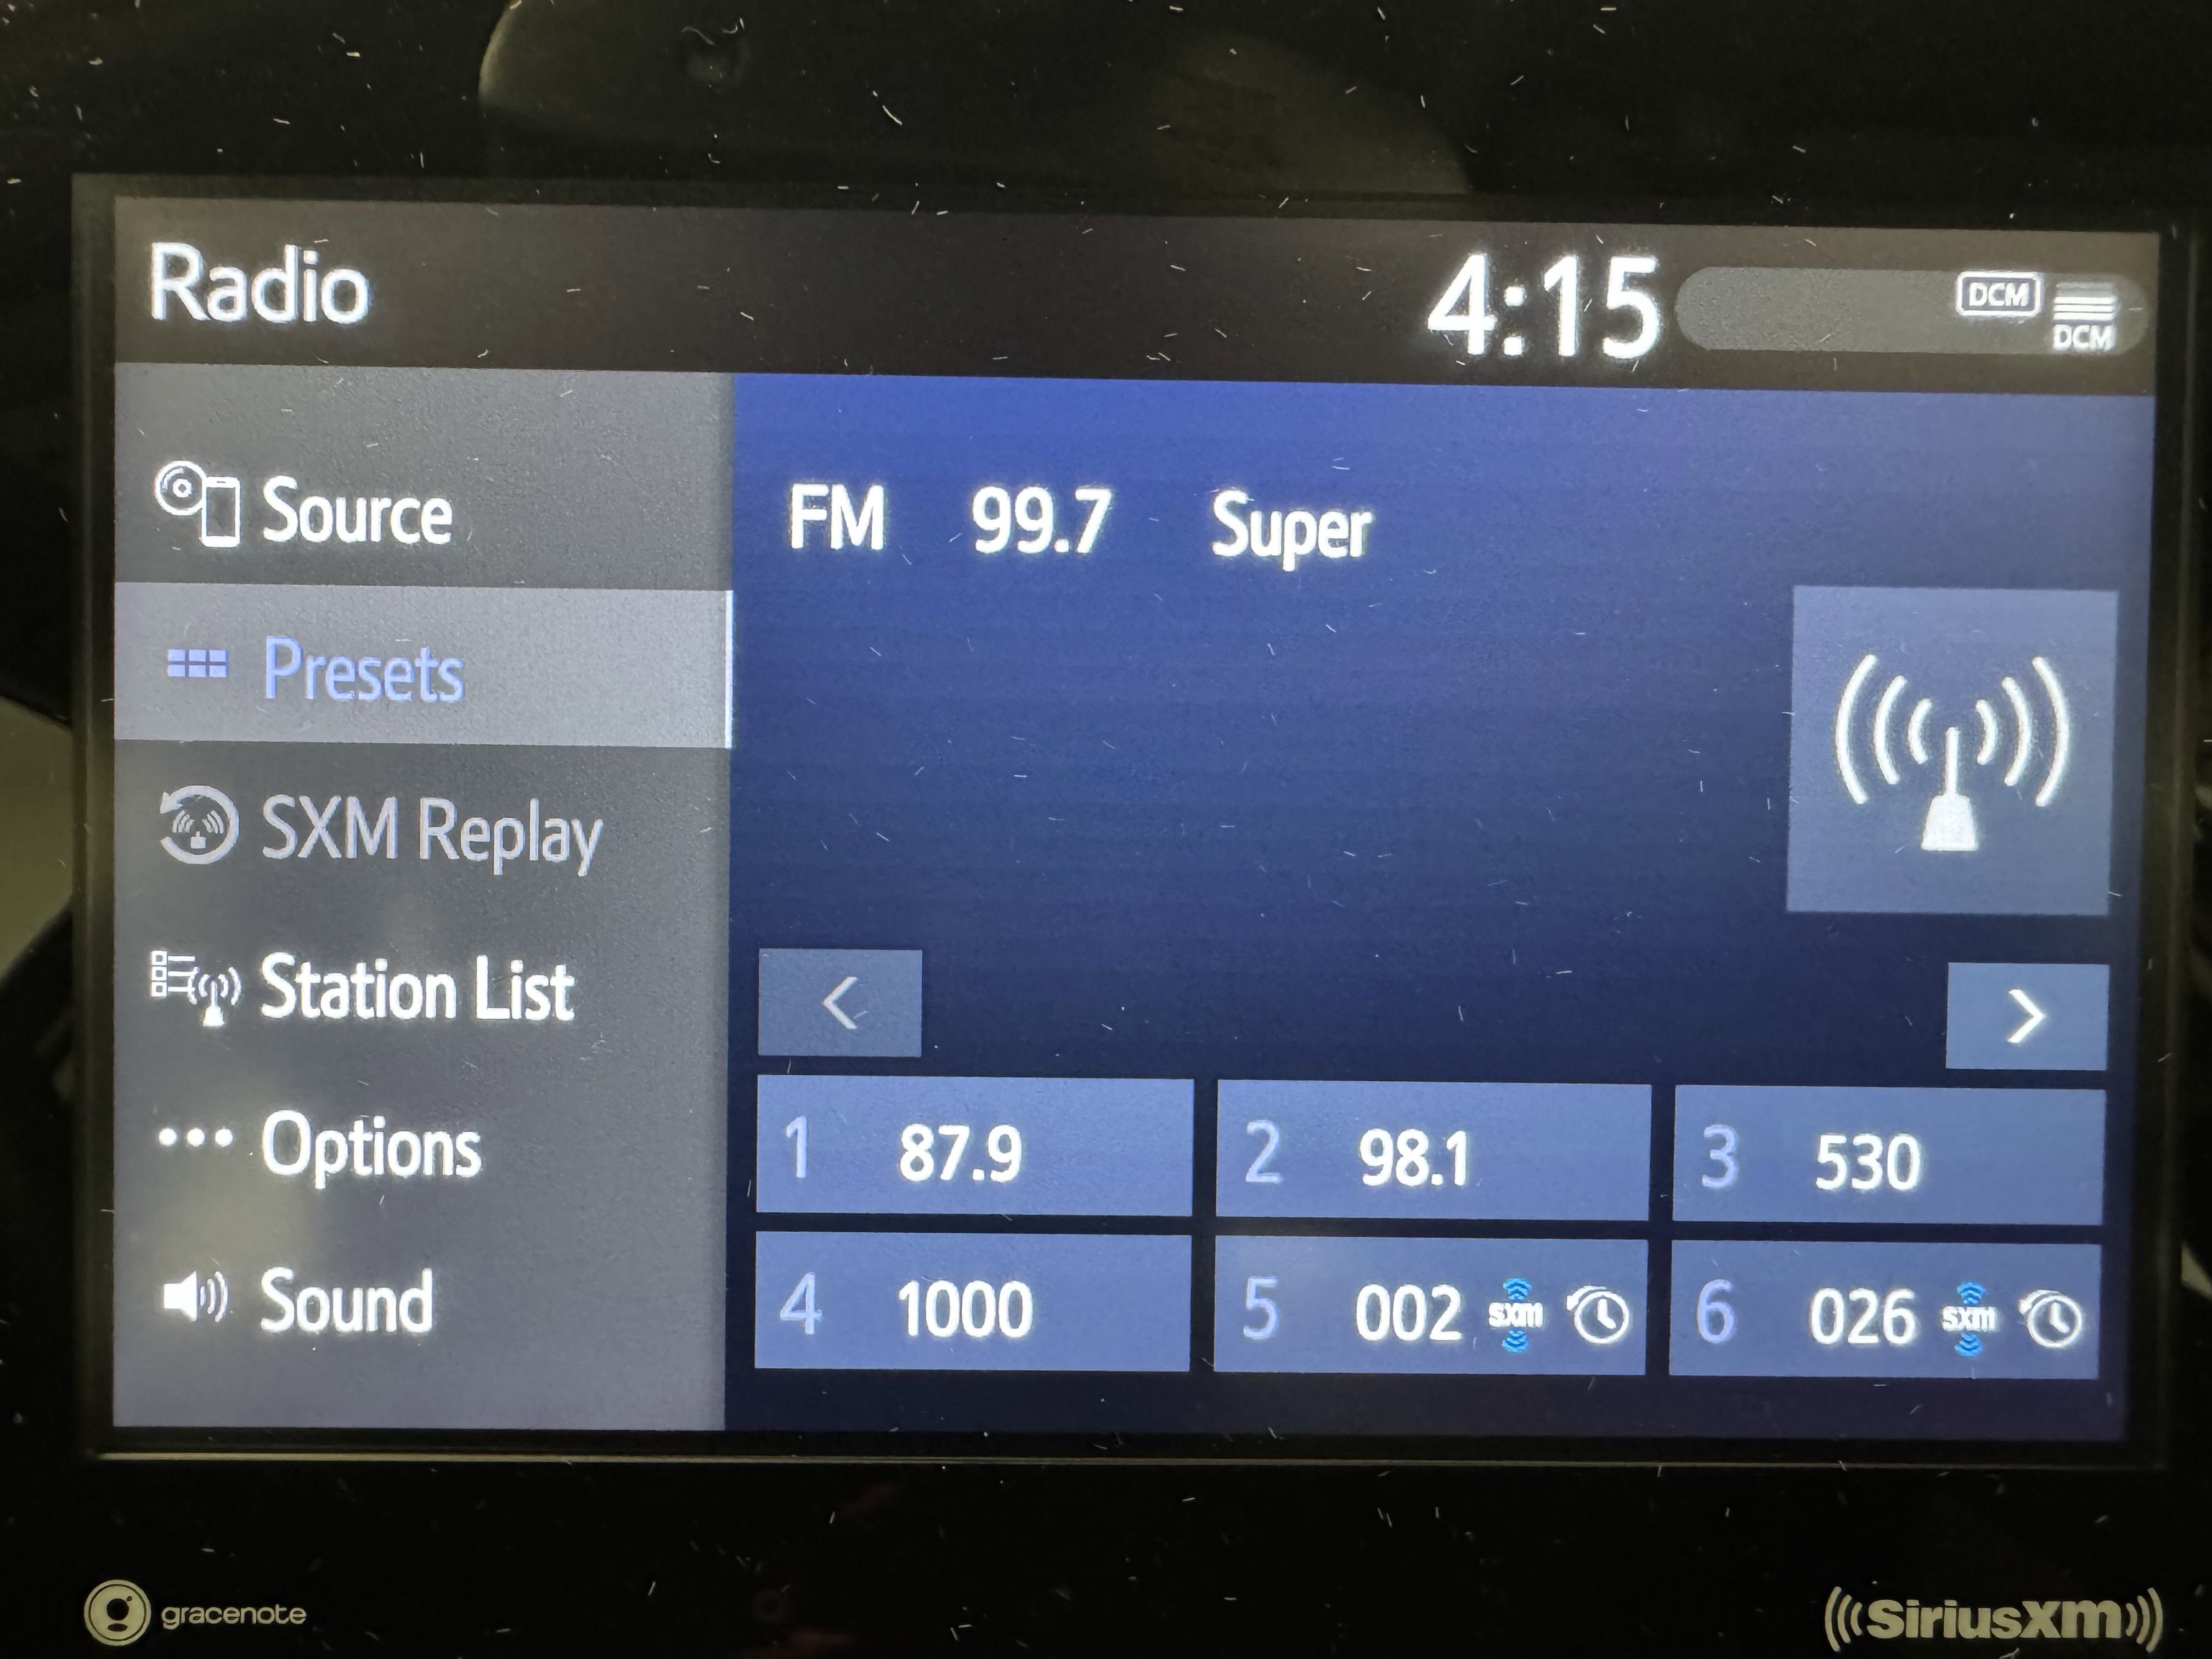 Radio
4:15
DCM
DCM
Source
Presets
SXM Replay
Station List
Options
Sound
FM 99.7 Super
<
>
1 87.9
2 98.1
3 530
4 1000
5 002 sxm
6 026 sxm
gracenote
(((SiriusXM)))